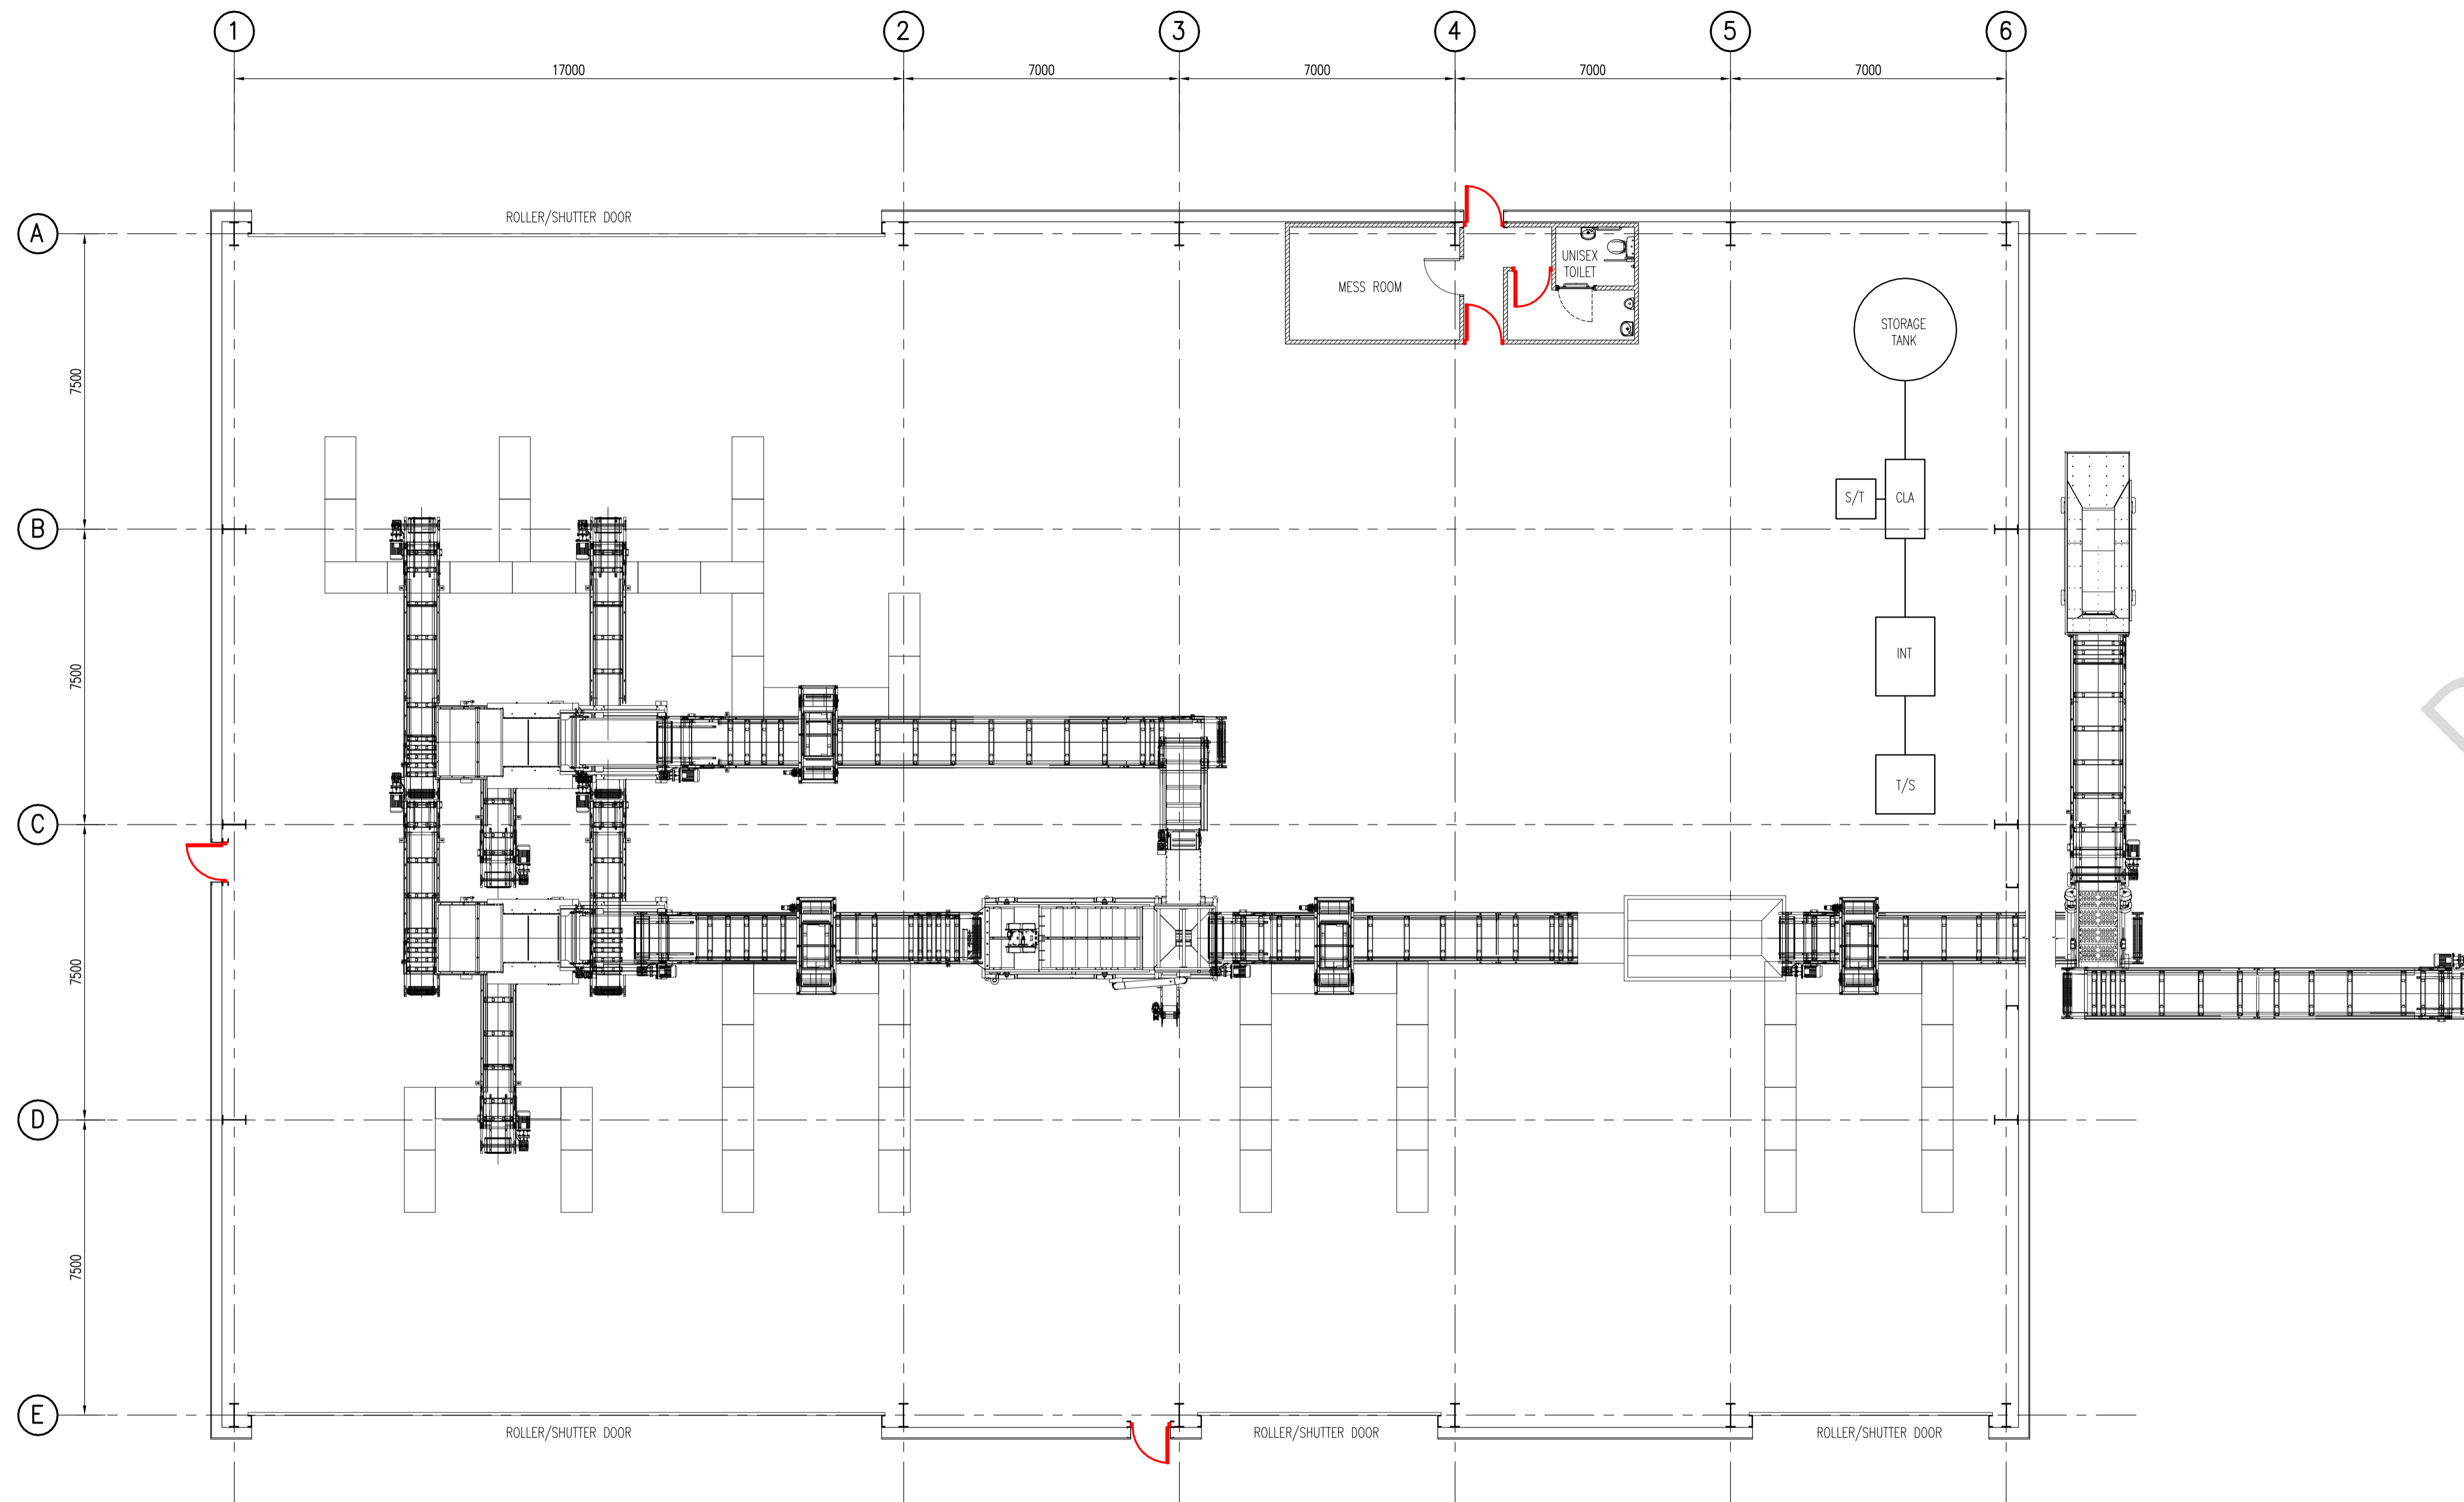 1 2 3 4 5 6
17000 7000 7000 7000 7000
A
ROLLER/SHUTTER DOOR
UNISEX
TOILET
MESS ROOM
STORAGE
TANK
7500
S/T CLA
B
INT
7500
T/S
C
7500
D
7500
E
ROLLER/SHUTTER DOOR ROLLER/SHUTTER DOOR ROLLER/SHUTTER DOOR